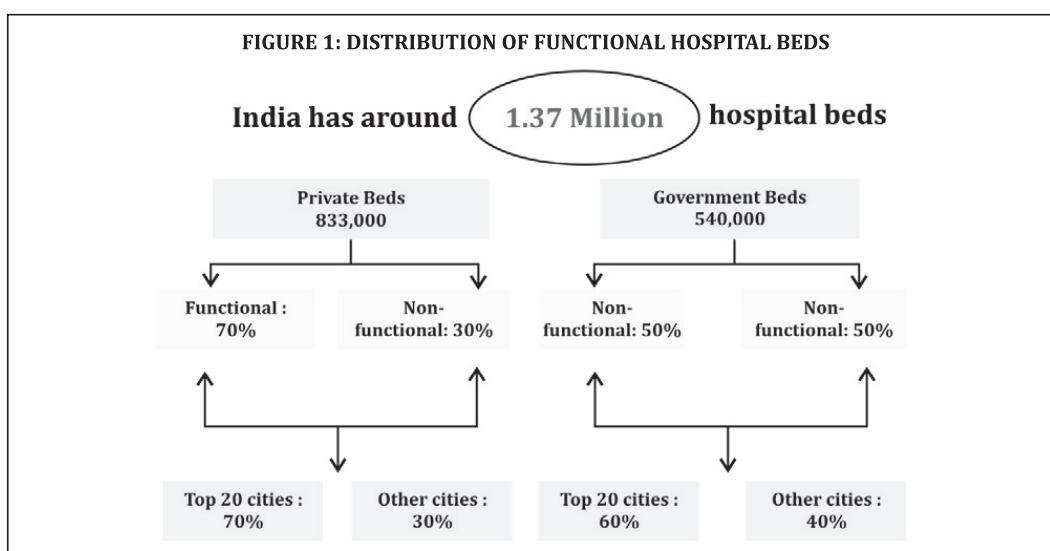 FIGURE 1: DISTRIBUTION OF FUNCTIONAL HOSPITAL BEDS
India has around 1.37 Million hospital beds
Private Beds
833,000
Government Beds
540,000
Functional :
70%
Non-
functional: 30%
Non-
functional: 50%
Non-
functional: 50%
Top 20 cities :
70%
Other cities :
30%
Top 20 cities :
60%
Other cities :
40%